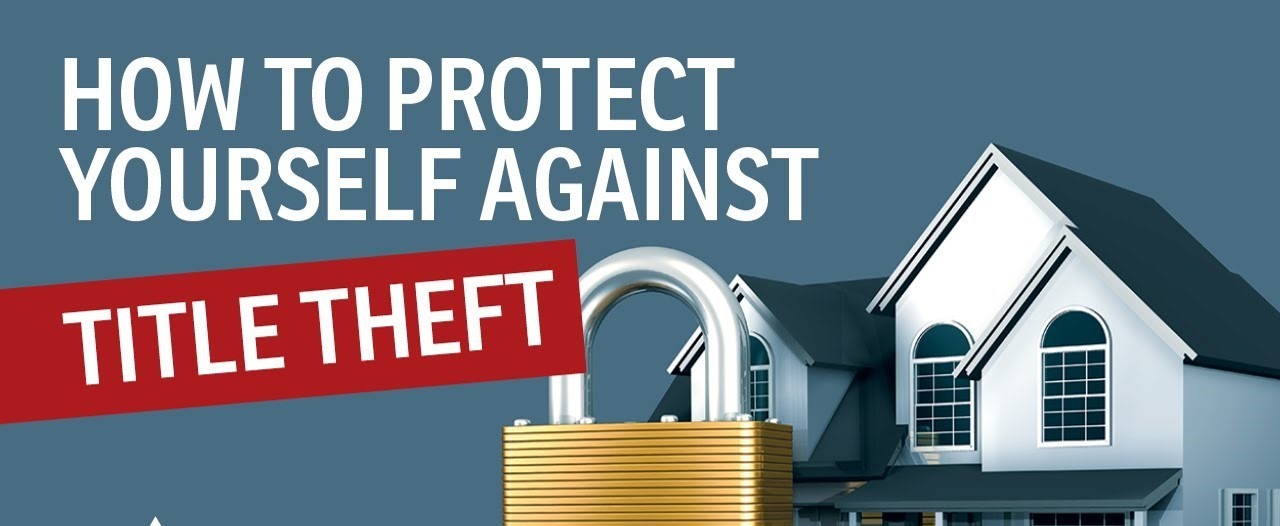 HOW TO PROTECT
YOURSELF AGAINST
TITLE THEFT